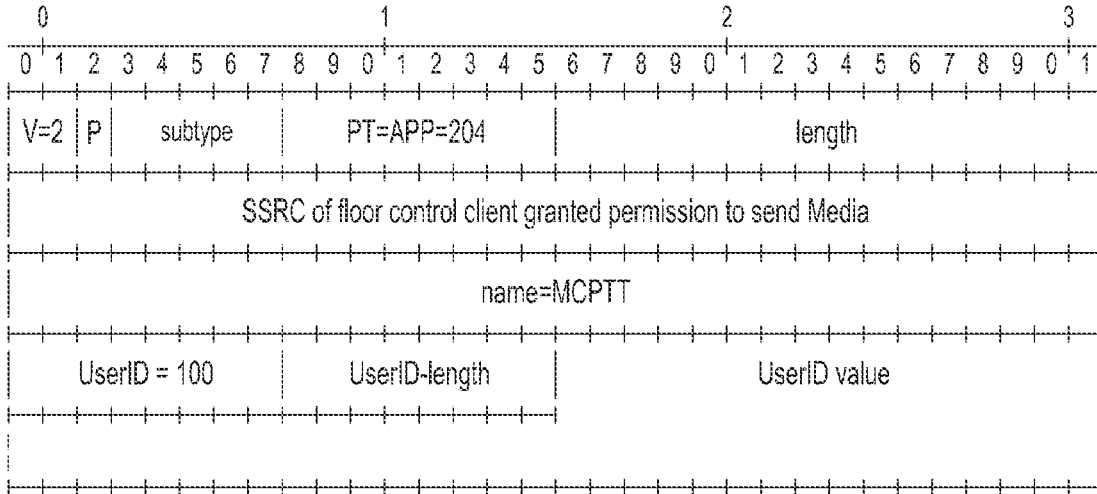 0 1 2 3
0 1 2 3 4 5 6 7 8 9 0 1 2 3 4 5 6 7 8 9 0 1 2 3 4 5 6 7 8 9 0 1
V=2 P subtype PT=APP=204 length
SSRC of floor control client granted permission to send Media
name=MCPTT
UserID = 100 UserID-length UserID value